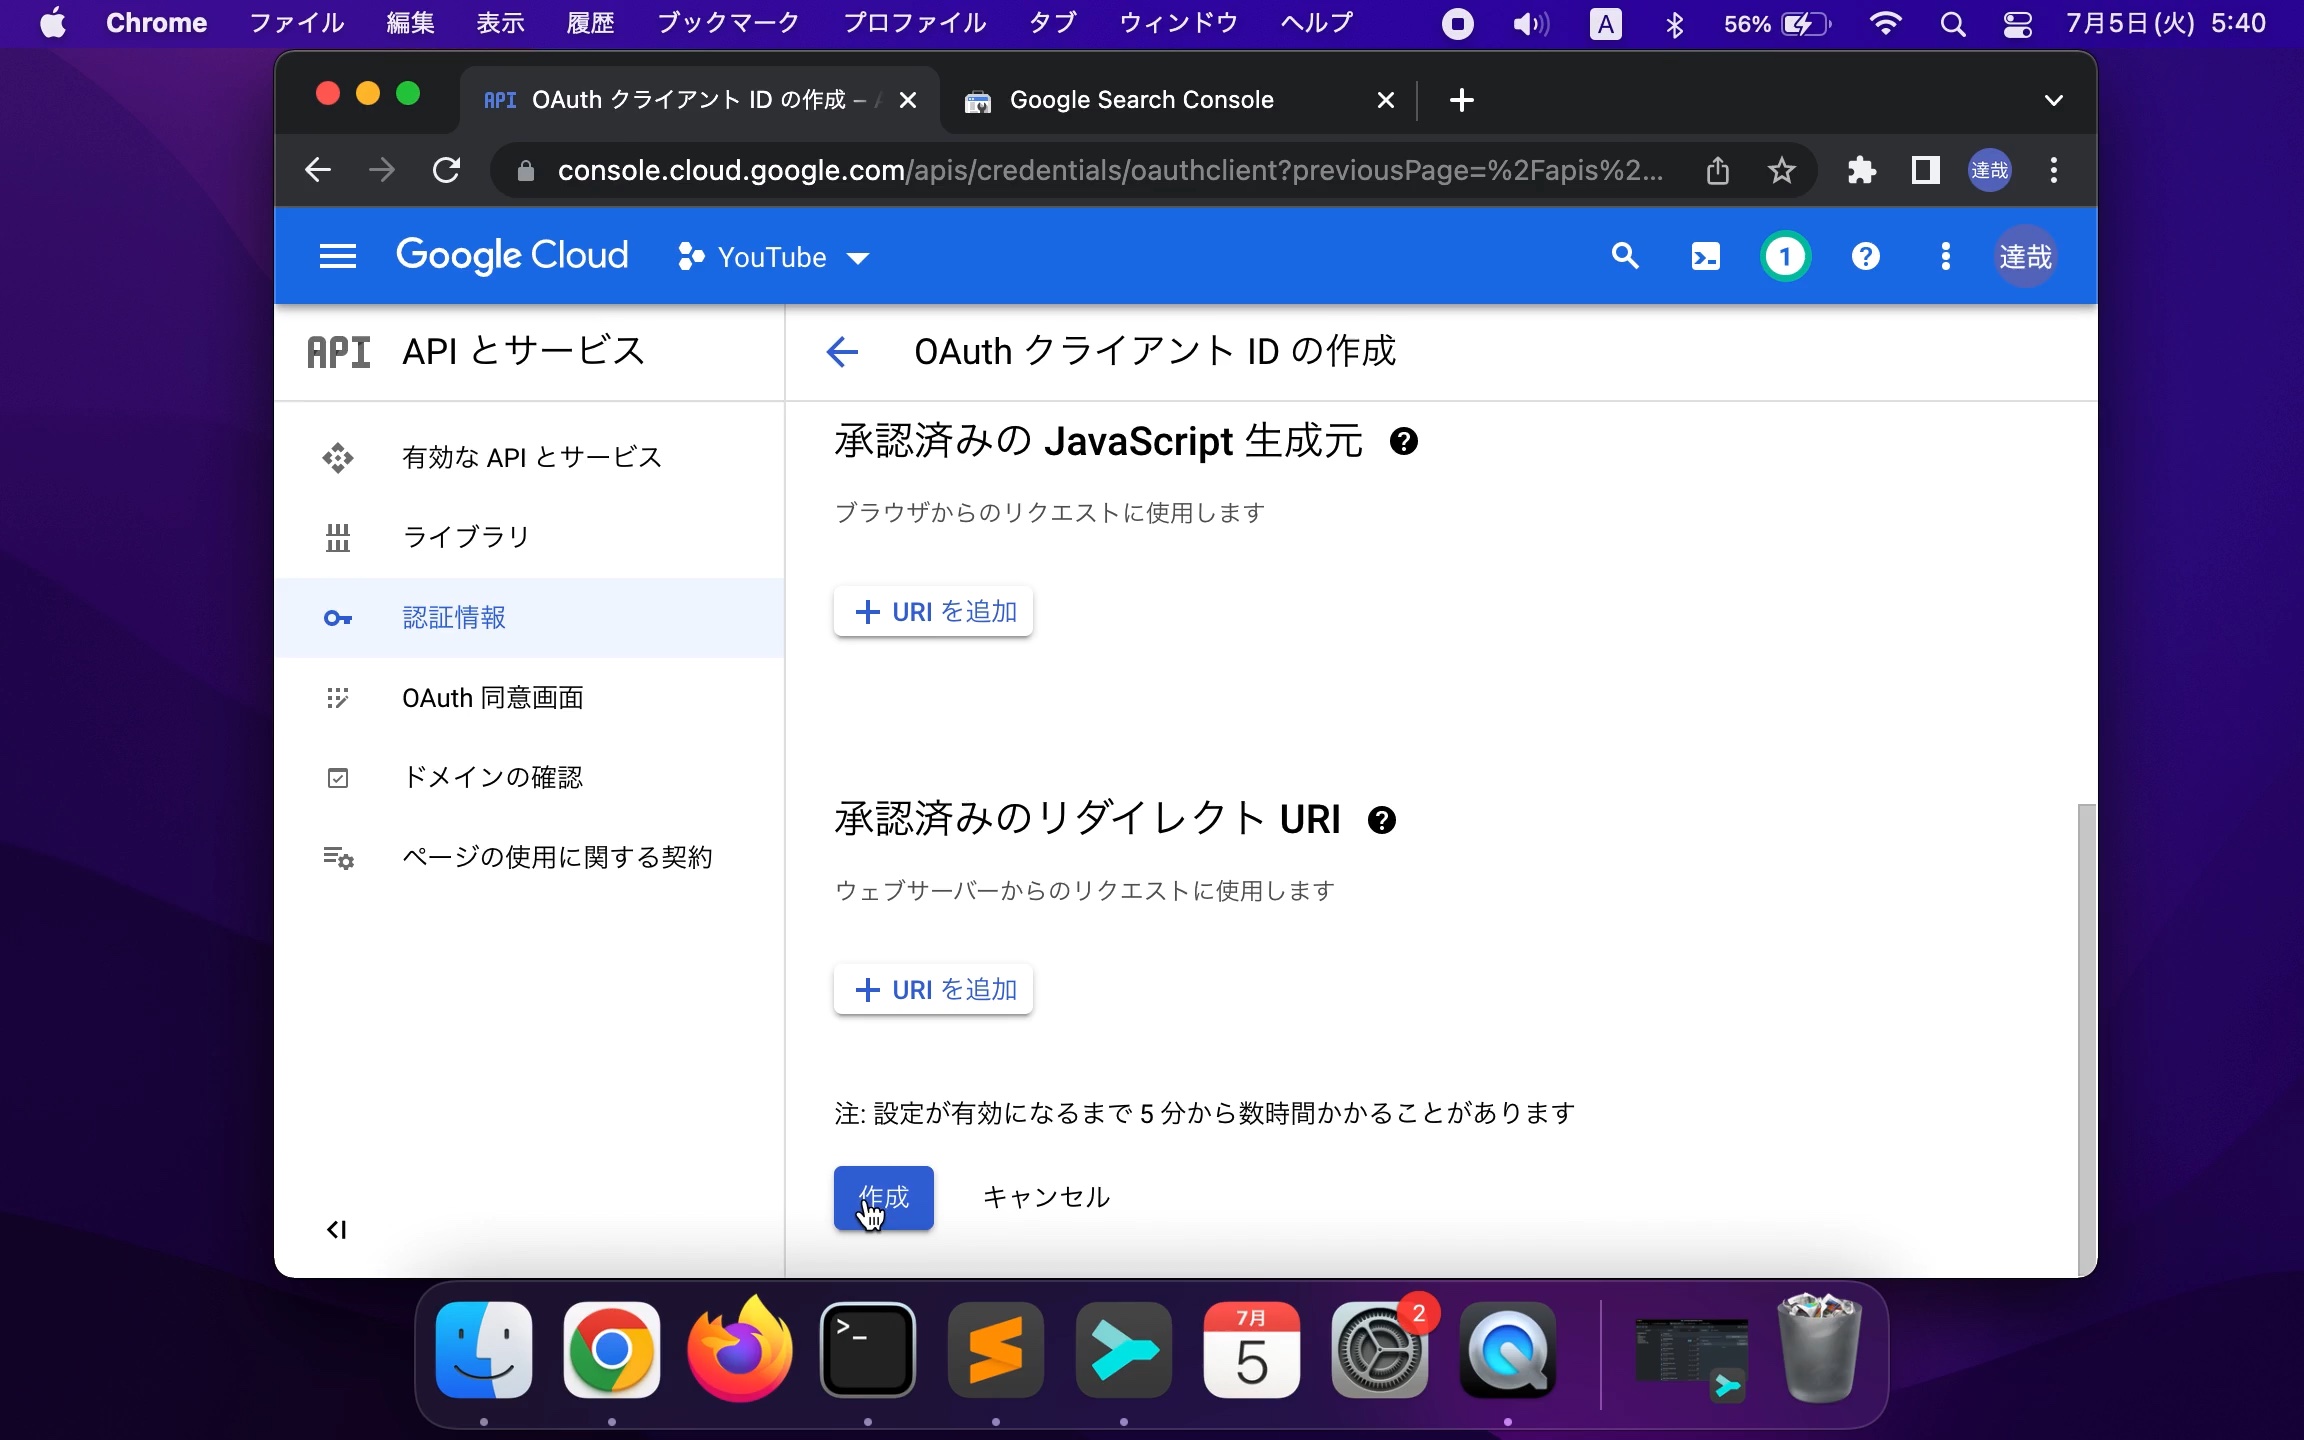 Chrome ファイル 編集 表示 履歴 ブックマーク プロファイル タブ ウィンドウ ヘルプ A 56% 7月5日(火) 5:40
API OAuth クライアント ID の作成 – Google Search Console
console.cloud.google.com/apis/credentials/oauthclient?previousPage=%2Fapis%2... 達哉
Google Cloud YouTube 1 達哉
API API とサービス
OAuth クライアント ID の作成
有効な API とサービス
ライブラリ
認証情報
OAuth 同意画面
ドメインの確認
ページの使用に関する契約
承認済みの JavaScript 生成元
ブラウザからのリクエストに使用します
+ URI を追加
承認済みのリダイレクト URI
ウェブサーバーからのリクエストに使用します
+ URI を追加
注: 設定が有効になるまで 5 分から数時間かかることがあります
作成 キャンセル
7月
5
2